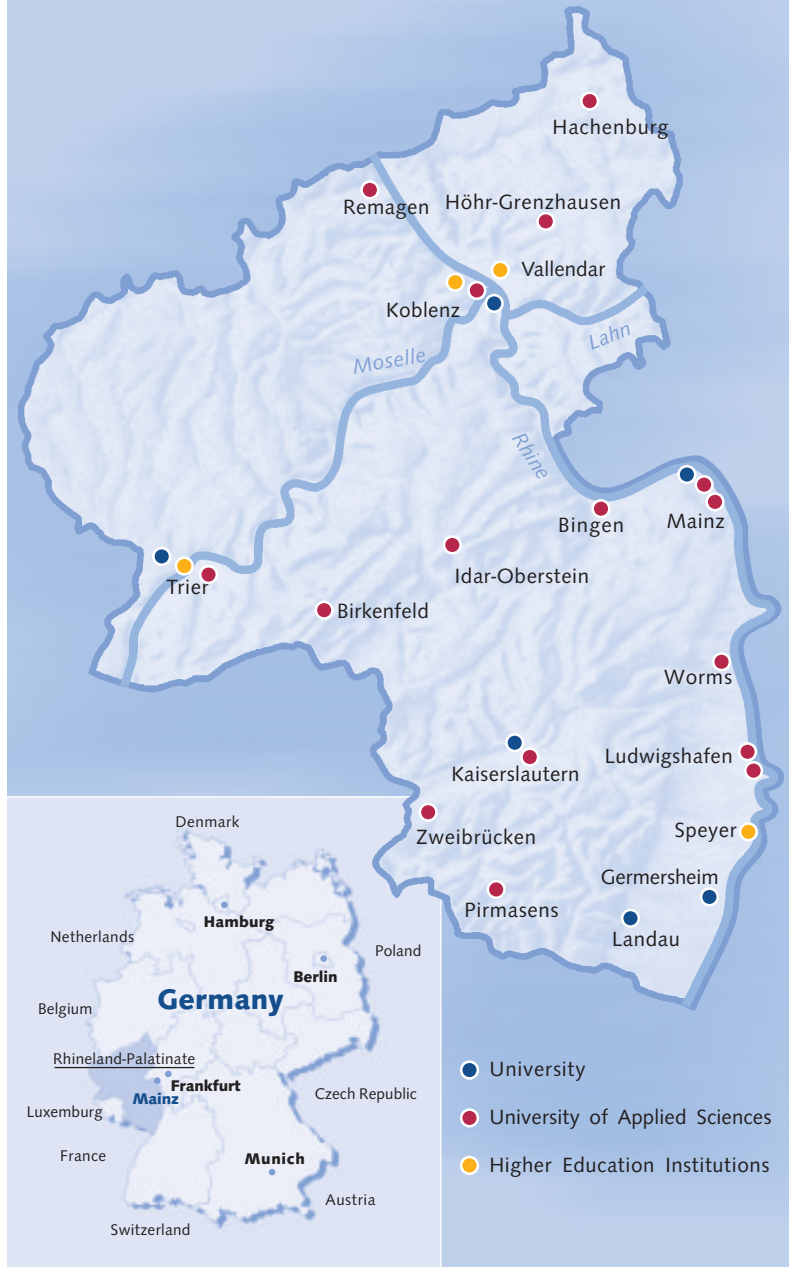 Hachenburg
Remagen
Höhr-Grenzhausen
Vallendar
Koblenz
Lahn
Moselle
Rhine
Bingen
Mainz
Trier
Idar-Oberstein
Birkenfeld
Worms
Ludwigshafen
Kaiserslautern
Zweibrücken
Speyer
Germersheim
Pirmasens
Landau
Denmark
Hamburg
Netherlands
Poland
Berlin
Germany
Belgium
Rhineland-Palatinate
Frankfurt
Mainz
Czech Republic
Luxemburg
France
Munich
Austria
Switzerland
University
University of Applied Sciences
Higher Education Institutions